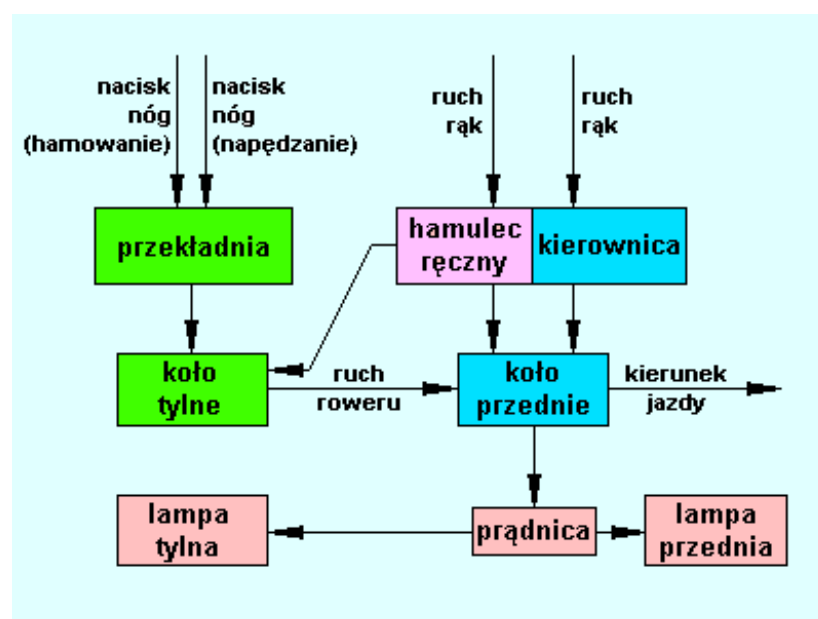 nacisk
nóg
(hamowanie)
nacisk
nóg
(napędzanie)
ruch
rąk
ruch
rąk
przekładnia
hamulec
ręczny
kierownica
koło
tylne
ruch
roweru
koło
przednie
kierunek
jazdy
lampa
tylna
prądnica
lampa
przednia